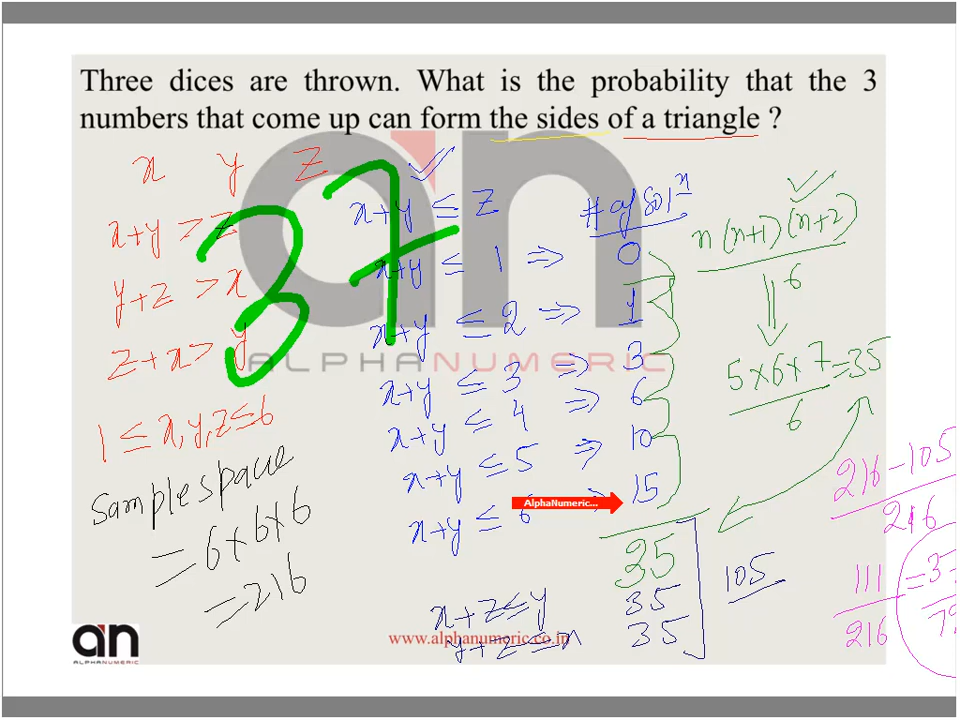 Three dices are thrown. What is the probability that the 3
numbers that come up can form the sides of a triangle ?
x y z
x+y > z
y+z > x
z+x > y
1 ≤ x,y,z ≤ 6
Sample space
= 6×6×6
= 216
37
x+y ≤ z
# of solⁿ
x+y ≤ 1 ⇒ 0
x+y ≤ 2 ⇒ 1
x+y ≤ 3 ⇒ 3
x+y ≤ 4 ⇒ 6
x+y ≤ 5 ⇒ 10
x+y ≤ 6 ⇒ 15
AlphaNumeric...
35
x+z ≤ y 35
y+z ≤ x 35
105
n(n+1)(n+2)
6
5×6×7 = 35
6
216-105
216
111 = 37
216
an
ALPHANUMERIC
an
ALPHANUMERIC
www.alphanumeric.co.in